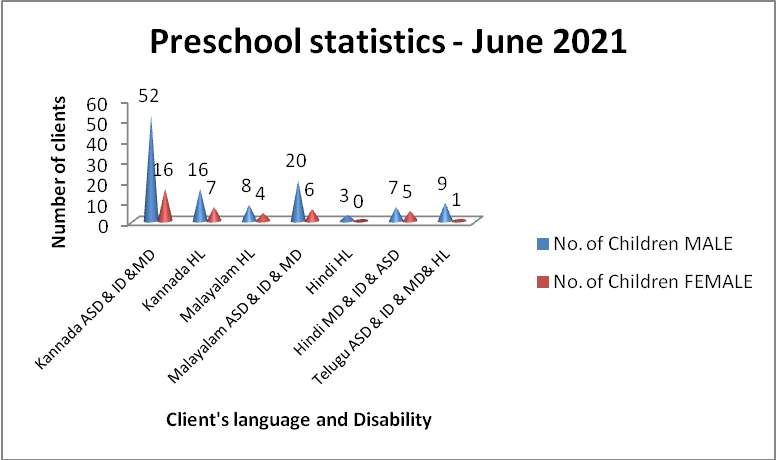 Preschool statistics - June 2021
Number of clients
60
50
40
30
20
10
0
52
16
16
7
8
4
20
6
3
0
7
5
9
1
Kannada ASD & ID &MD
Kannada HL
Malayalam HL
Malayalam ASD & ID & MD
Hindi HL
Hindi MD & ID & ASD
Telugu ASD & ID & MD& HL
No. of Children MALE
No. of Children FEMALE
Client's language and Disability